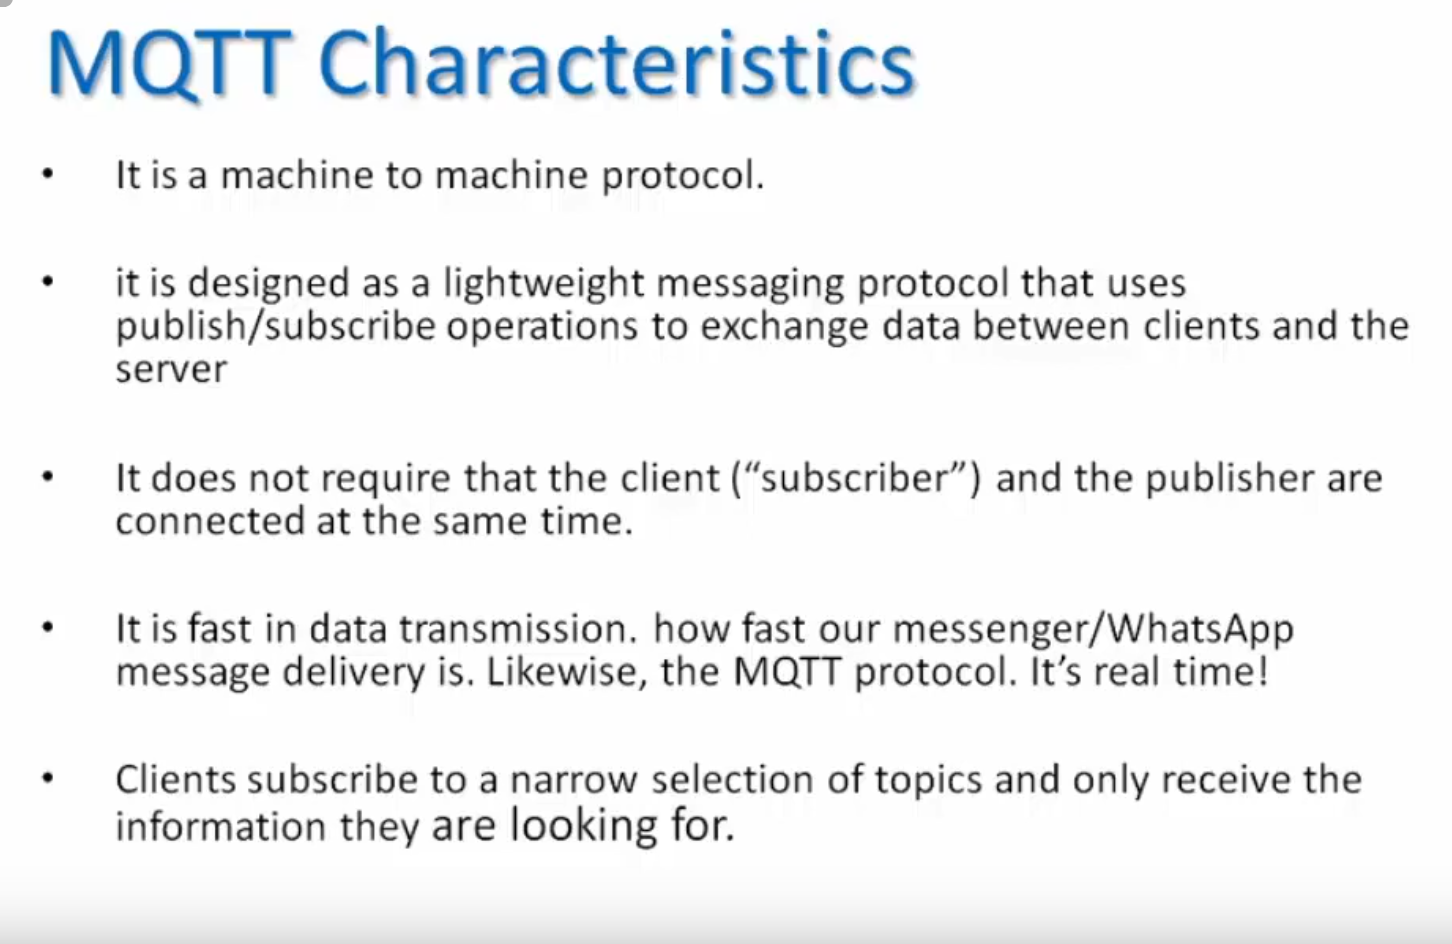 MQTT Characteristics
• It is a machine to machine protocol.
• it is designed as a lightweight messaging protocol that uses
publish/subscribe operations to exchange data between clients and the
server
• It does not require that the client (“subscriber”) and the publisher are
connected at the same time.
• It is fast in data transmission. how fast our messenger/WhatsApp
message delivery is. Likewise, the MQTT protocol. It’s real time!
• Clients subscribe to a narrow selection of topics and only receive the
information they are looking for.